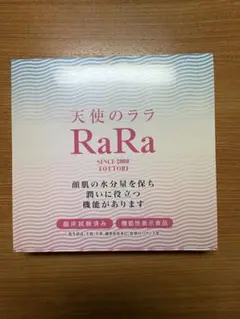 天使のララ
RaRa
SINCE 2000
TOTTORI
顔肌の水分量を保ち
潤いに役立つ
機能があります
臨床試験済み 機能性表示食品